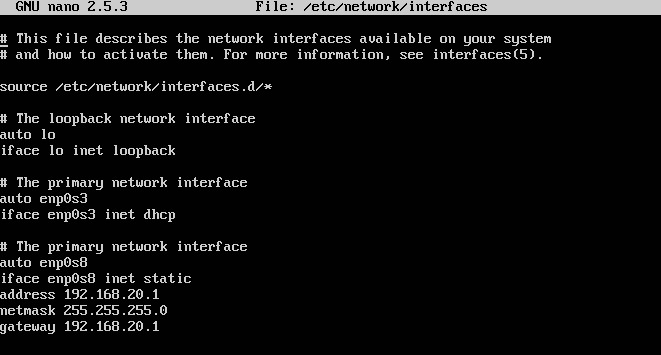 GNU nano 2.5.3 File: /etc/network/interfaces
# This file describes the network interfaces available on your system
# and how to activate them. For more information, see interfaces(5).
source /etc/network/interfaces.d/*
# The loopback network interface
auto lo
iface lo inet loopback
# The primary network interface
auto enp0s3
iface enp0s3 inet dhcp
# The primary network interface
auto enp0s8
iface enp0s8 inet static
address 192.168.20.1
netmask 255.255.255.0
gateway 192.168.20.1